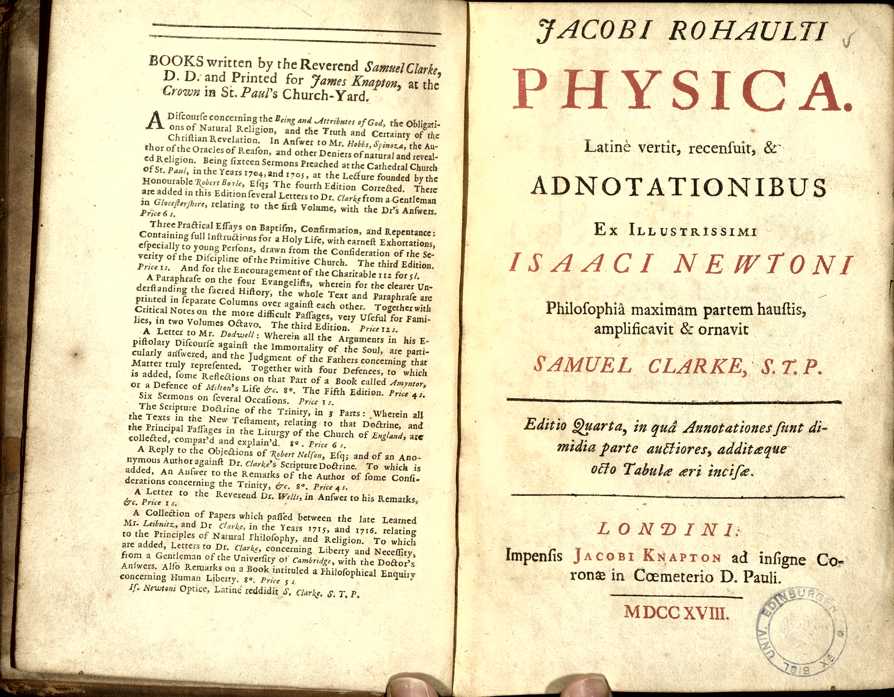 BOOKS written by the Reverend Samuel Clarke,
D. D. and Printed for James Knapton, at the
Crown in St. Paul's Church-Yard.
A Diſcourſe concerning the Being and Attributes of God, the Obligati-
ons of Natural Religion, and the Truth and Certainty of the
Chriſtian Revelation. In Anſwer to Mr. Hobbs, Spinoza, the Au-
thor of the Oracles of Reaſon, and other Deniers of natural and reveal-
ed Religion. Being ſixteen Sermons Preached at the Cathedral Church
of St. Paul, in the Years 1704, and 1705, at the Lecture founded by the
Honourable Robert Boyle, Eſq; The fourth Edition Corrected. There
are added in this Edition ſeveral Letters to Dr. Clarke from a Gentleman
in Gloceſterſhire, relating to the firſt Volume, with the Dr's Anſwers.
Price 6 s.
Three Practical Eſſays on Baptiſm, Confirmation, and Repentance:
Containing full Inſtructions for a Holy Life, with earneſt Exhortations,
eſpecially to young Perſons, drawn from the Conſideration of the Se-
verity of the Diſcipline of the Primitive Church. The third Edition.
Price 1 s. And for the Encouragement of the Charitable 112 for 5l.
A Paraphraſe on the four Evangeliſts, wherein for the clearer Un-
derſtanding the ſacred Hiſtory, the whole Text and Paraphraſe are
printed in ſeparate Columns over againſt each other. Together with
Critical Notes on the more difficult Paſſages, very Uſeful for Fami-
lies, in two Volumes Octavo. The third Edition. Price 12 s.
A Letter to Mr. Dodwell: Wherein all the Arguments in his E-
piſtolary Diſcourſe againſt the Immortality of the Soul, are parti-
cularly anſwered, and the Judgment of the Fathers concerning that
Matter truly repreſented. Together with four Defences, to which
is added, ſome Reflections on that Part of a Book called Amyntor,
or a Defence of Milton's Life &c. 8º. The Fifth Edition. Price 4 s.
Six Sermons on ſeveral Occaſions. Price 1 s.
The Scripture Doctrine of the Trinity, in 3 Parts: Wherein all
the Texts in the New Teſtament, relating to that Doctrine, and
the Principal Paſſages in the Liturgy of the Church of England, are
collected, compar'd and explain'd. 8º. Price 6 s.
A Reply to the Objections of Robert Nelſon, Eſq; and of an Ano-
nymous Author againſt Dr. Clarke's Scripture Doctrine. To which is
added, An Anſwer to the Remarks of the Author of ſome Conſi-
derations concerning the Trinity, &c. 8º. Price 4 s.
A Letter to the Reverend Dr. Wells, in Anſwer to his Remarks,
&c. Price 1 s.
A Collection of Papers which paſſed between the late Learned
Mr. Leibnitz, and Dr Clarke, in the Years 1715, and 1716. relating
to the Principles of Natural Philoſophy, and Religion. To which
are added, Letters to Dr. Clarke, concerning Liberty and Neceſſity,
from a Gentleman of the Univerſity of Cambridge, with the Doctor's
Anſwers. Alſo Remarks on a Book intituled a Philoſophical Enquiry
concerning Human Liberty. 8º. Price 5 s
Iſ. Newtoni Optice, Latine reddidit S. Clarke, S. T. P.
JACOBI ROHAULTI
PHYSICA.
Latinè vertit, recenſuit, &
ADNOTATIONIBUS
EX ILLUSTRISSIMI
ISAACI NEWTONI
Philoſophiâ maximam partem hauſtis,
amplificavit & ornavit
SAMUEL CLARKE, S. T. P.
Editio Quarta, in quâ Annotationes ſunt di-
midia parte auctiores, additæque
octo Tabulæ æri inciſæ.
LONDINI:
Impenſis JACOBI KNAPTON ad inſigne Co-
ronæ in Cœmeterio D. Pauli.
MDCCXVIII.
EX BIBL UNIV. EDINBURGEN